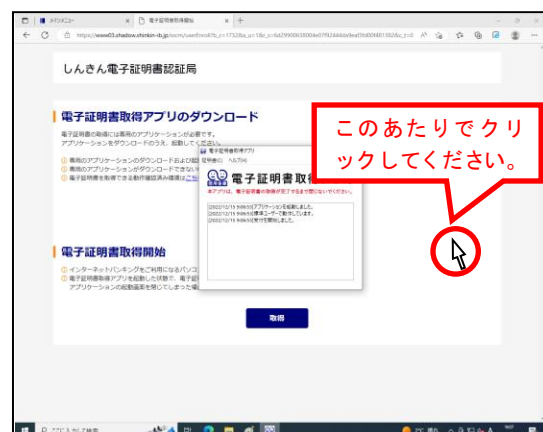 電子証明書取得開始
https://www03.shadow.shinkin-ib.jp/
しんきん電子証明書認証局
電子証明書取得アプリのダウンロード
電子証明書の取得には専用のアプリケーションが必要です。
アプリケーションをダウンロードのうえ、起動してください。
専用のアプリケーションのダウンロードおよび起
専用のアプリケーションがダウンロードできない
電子証明書を取得できる動作確認済み環境はこち
電子証明書取得アプリ
証明書(C) ヘルプ(H)
電子証明書取
本アプリは、電子証明書の取得が完了するまで閉じないでください。
[2022/12/15 9:06:53]アプリケーションを起動しました。
[2022/12/15 9:06:53]標準ユーザーで動作しています。
[2022/12/15 9:06:53]受付を開始しました。
このあたりでクリ
ックしてください。
電子証明書取得開始
インターネットバンキングをご利用になるパソコ
電子証明書取得アプリを起動した状態で、電子証
アプリケーションの起動画面を閉じてしまった場
取得
ここに入力して検索